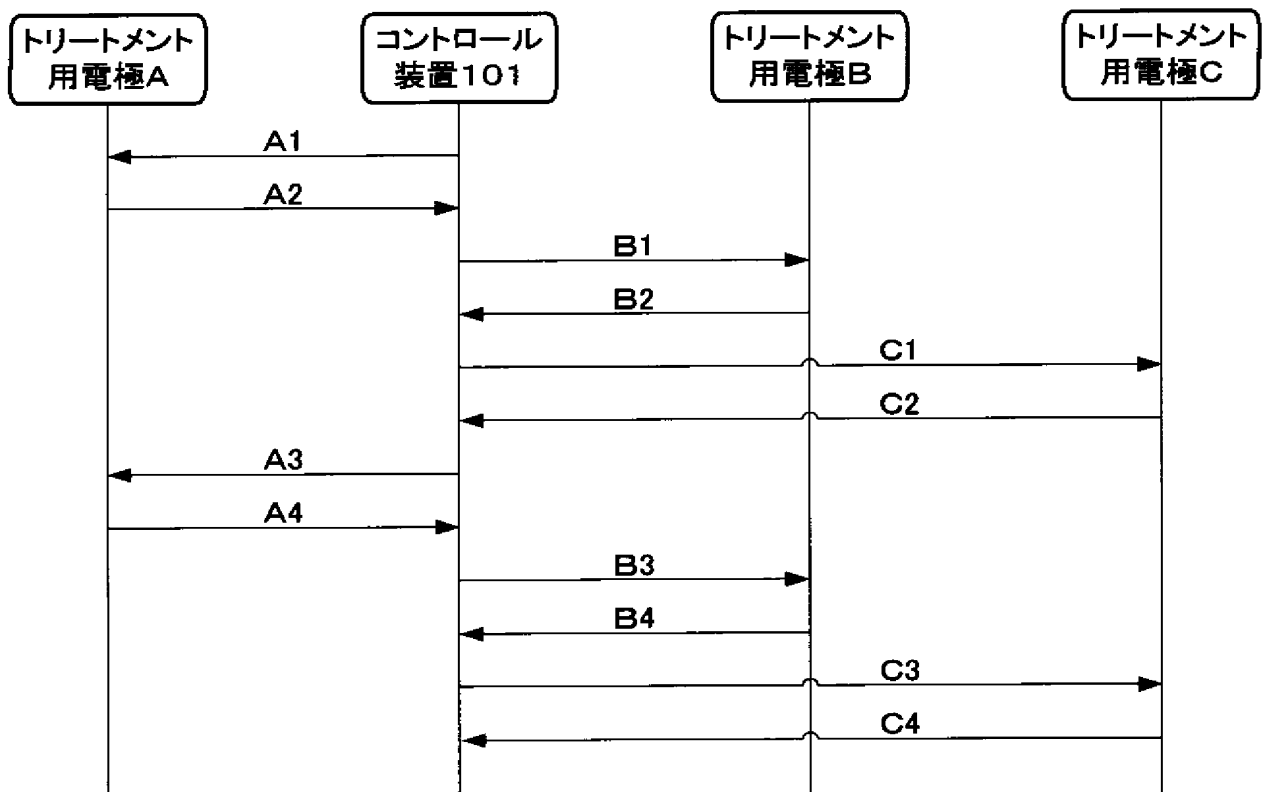 トリートメント
用電極A
コントロール
装置101
トリートメント
用電極B
トリートメント
用電極C
A1
A2
B1
B2
C1
C2
A3
A4
B3
B4
C3
C4